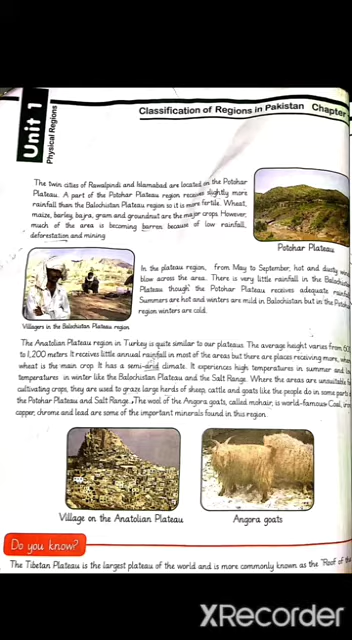 Unit 1
Physical Regions
Classification of Regions in Pakistan Chapter
The twin cities of Rawalpindi and Islamabad are located on the Potohar
Plateau. A part of the Potohar Plateau region receives slightly more
rainfall than the Balochistan Plateau region so it is more fertile. Wheat,
maize, barley, bajra, gram and groundnut are the major crops. However,
much of the area is becoming barren because of low rainfall,
deforestation and mining.
Potohar Plateau
In the plateau region, from May to September, hot and dusty
blow across the area. There is very little rainfall in the
Plateau though the Potohar Plateau receives adequate
Summers are hot and winters are mild in Balochistan but in the
region winters are cold.
Villagers in the Balochistan Plateau region
The Anatolian Plateau region in Turkey is quite similar to our plateaus. The average height varies from
to 1,200 meters. It receives little annual rainfall in most of the areas but there are places receiving more,
wheat is the main crop. It has a semi-arid climate. It experiences high temperatures in summer and
temperatures in winter like the Balochistan Plateau and the Salt Range. Where the areas are
cultivating crops, they are used to graze large herds of sheep, cattle and goats like the people do in some parts
the Potohar Plateau and Salt Range. The wool of the Angora goats, called mohair, is world-famous. Coal,
copper, chrome and lead are some of the important minerals found in this region.
Village on the Anatolian Plateau
Angora goats
Do you know?
The Tibetan Plateau is the largest plateau of the world and is more commonly known as the "Roof of
XRecorder